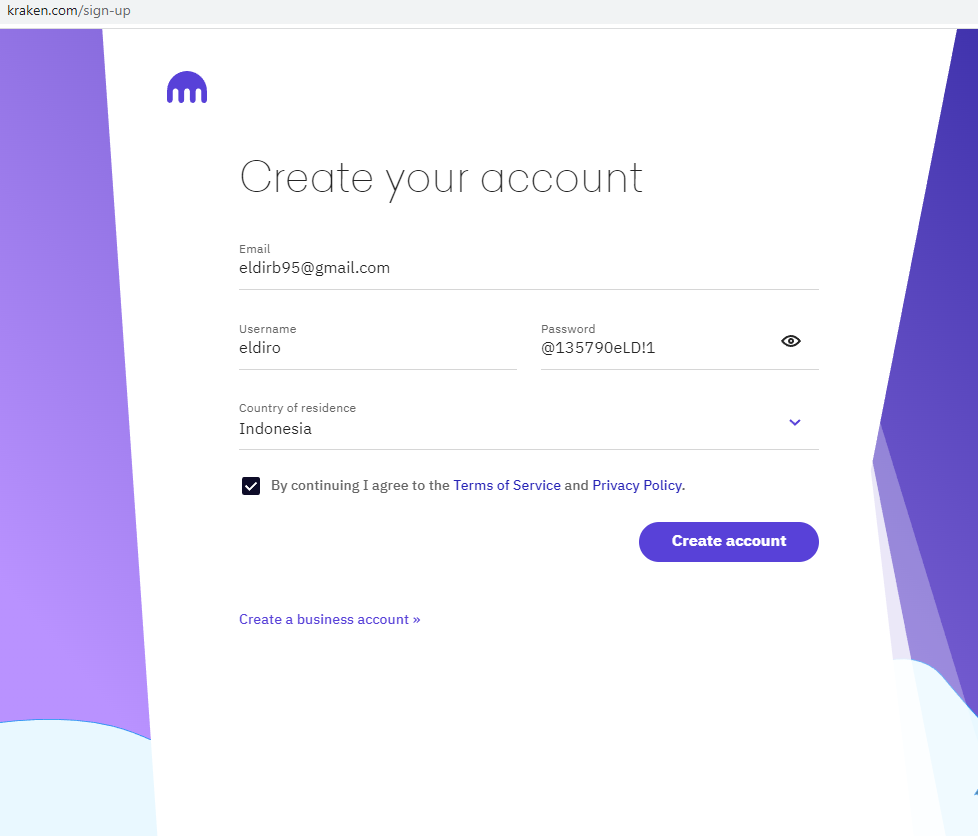 kraken.com/sign-up
Create your account
Email
eldirb95@gmail.com
Username
Password
eldiro
@135790eLD!1
Country of residence
Indonesia
By continuing I agree to the Terms of Service and Privacy Policy.
Create account
Create a business account »